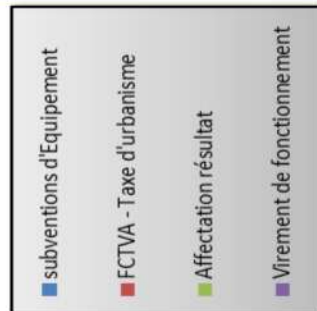 subventions d'Equipement
FCTVA - Taxe d'urbanisme
Affectation résultat
Virement de fonctionnement